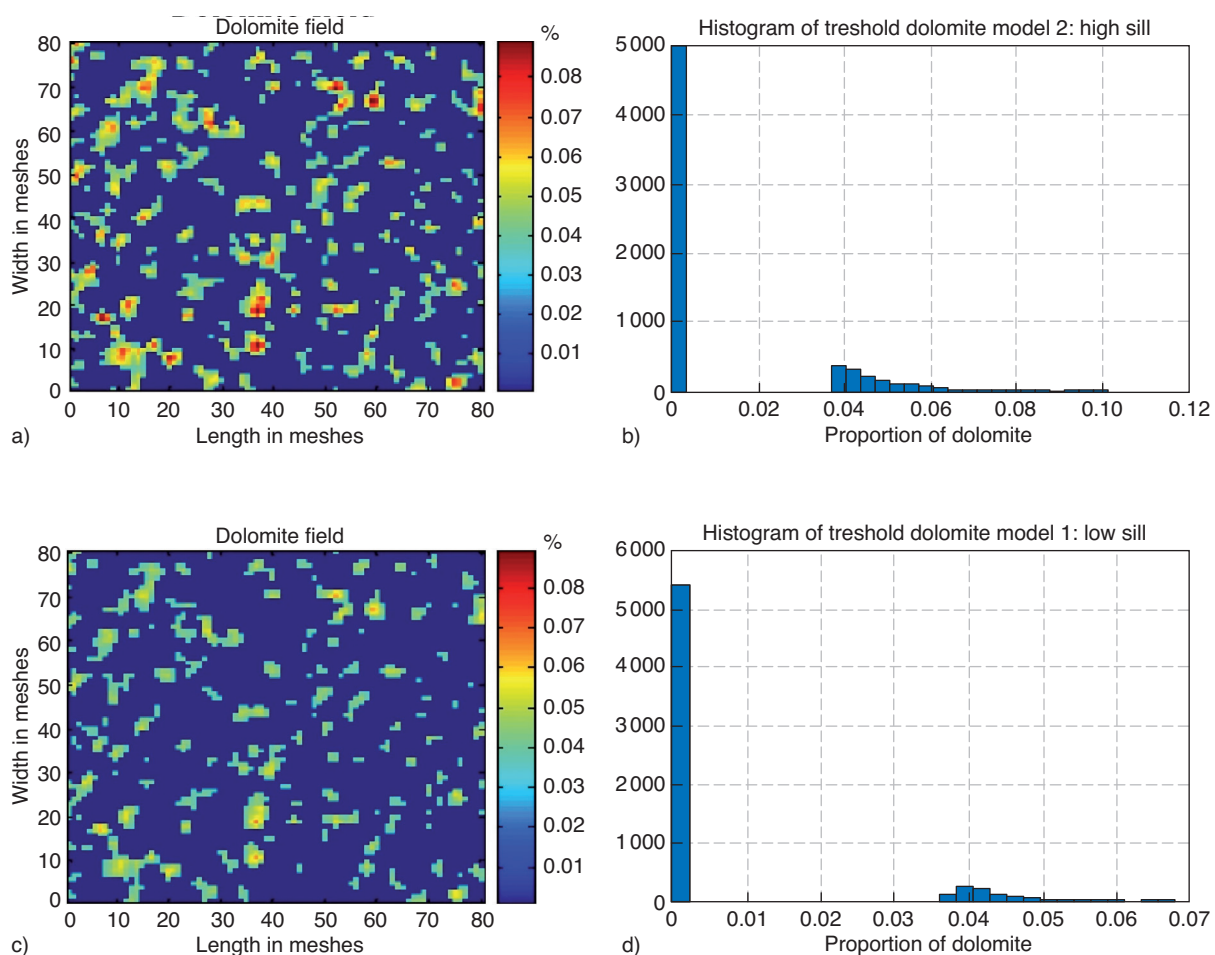 Dolomite field
%
80
70
60
50
40
30
20
10
0
0 10 20 30 40 50 60 70 80
0.08
0.07
0.06
0.05
0.04
0.03
0.02
0.01
Width in meshes
Length in meshes
a)
Histogram of treshold dolomite model 2: high sill
5 000
4 000
3 000
2 000
1 000
0
0 0.02 0.04 0.06 0.08 0.10 0.12
Proportion of dolomite
b)
Dolomite field
%
80
70
60
50
40
30
20
10
0
0 10 20 30 40 50 60 70 80
0.08
0.07
0.06
0.05
0.04
0.03
0.02
0.01
Width in meshes
Length in meshes
c)
Histogram of treshold dolomite model 1: low sill
6 000
5 000
4 000
3 000
2 000
1 000
0
0 0.01 0.02 0.03 0.04 0.05 0.06 0.07
Proportion of dolomite
d)